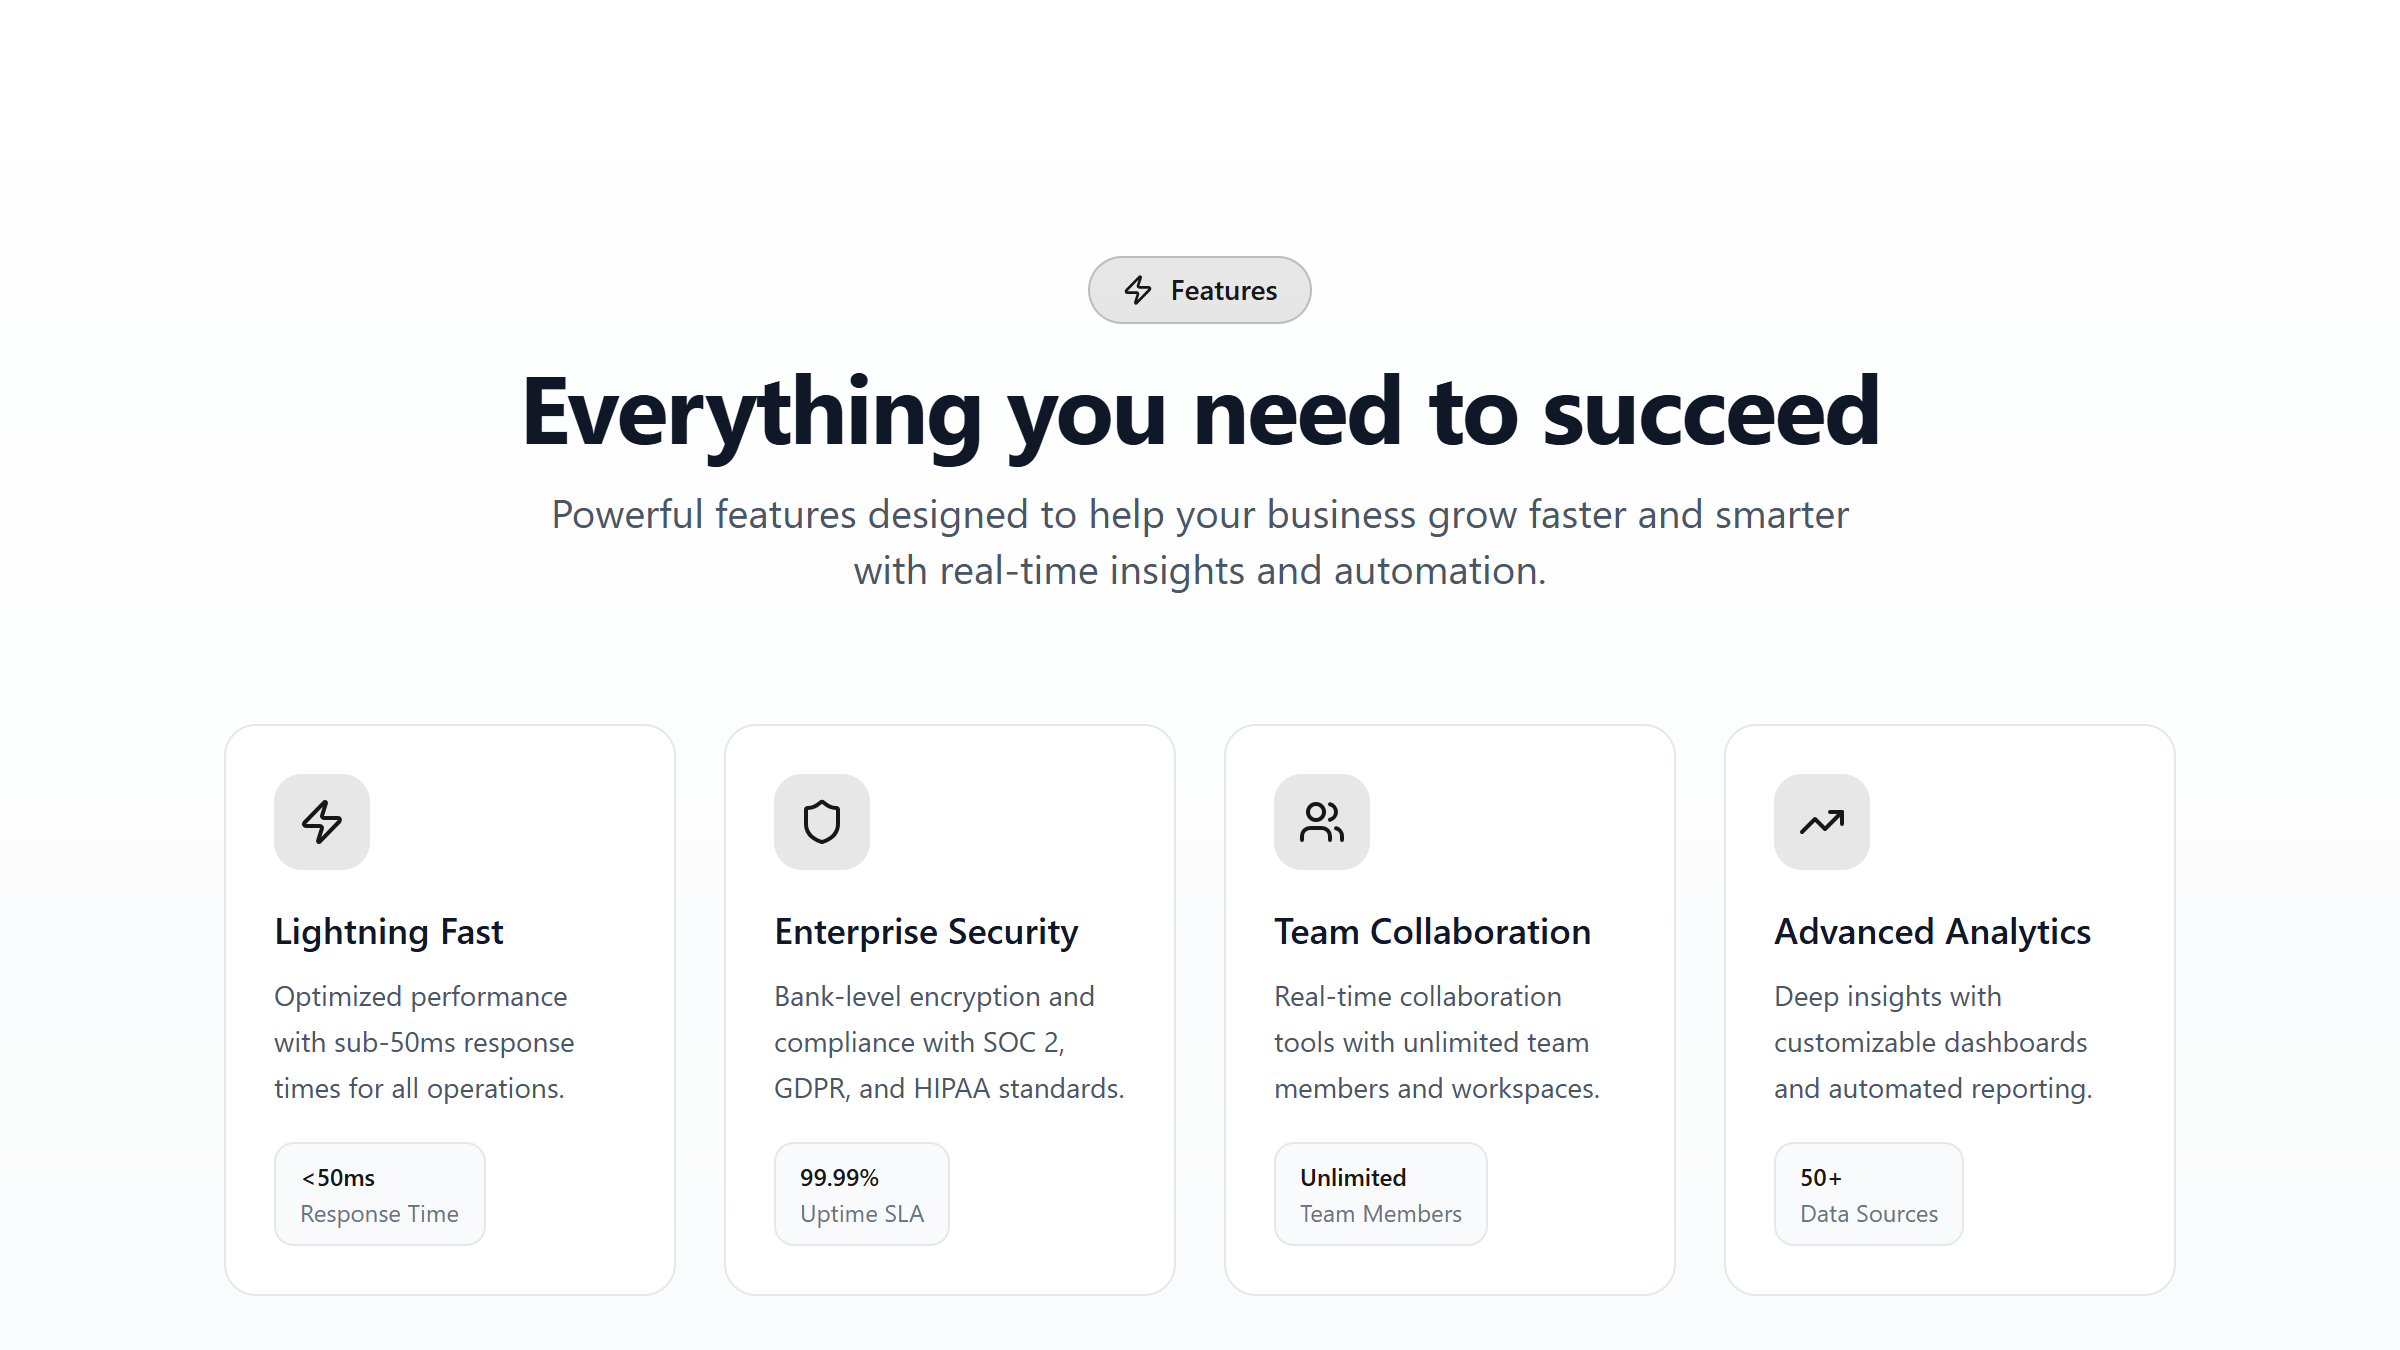 Features
Everything you need to succeed
Powerful features designed to help your business grow faster and smarter
with real-time insights and automation.
Lightning Fast
Optimized performance
with sub-50ms response
times for all operations.
<50ms
Response Time
Enterprise Security
Bank-level encryption and
compliance with SOC 2,
GDPR, and HIPAA standards.
99.99%
Uptime SLA
Team Collaboration
Real-time collaboration
tools with unlimited team
members and workspaces.
Unlimited
Team Members
Advanced Analytics
Deep insights with
customizable dashboards
and automated reporting.
50+
Data Sources